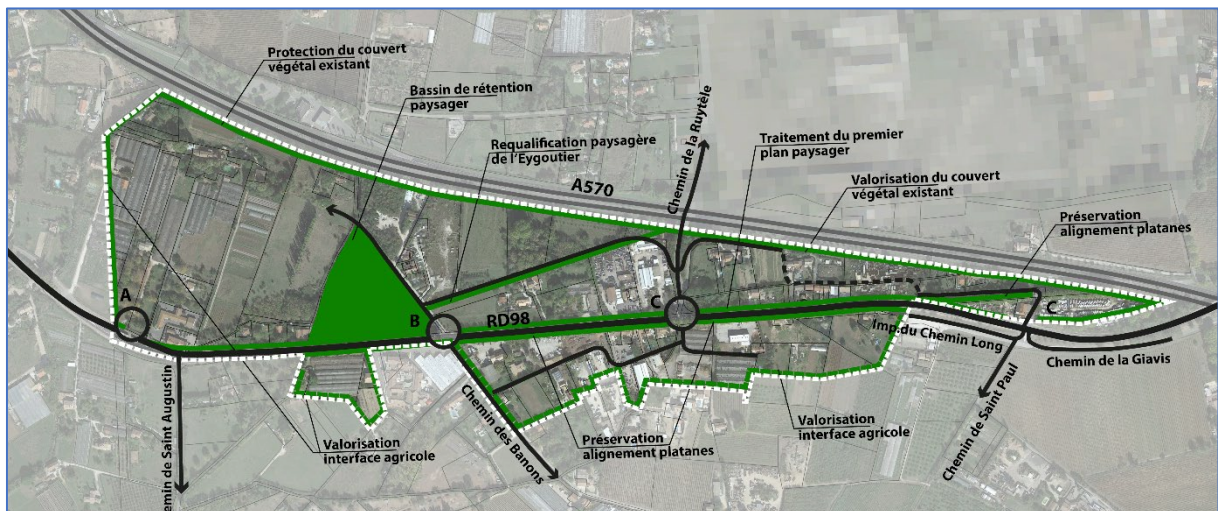 Protection du couvert
végétal existant
Bassin de rétention
paysager
Requalification paysagère
de l'Eygoutier
A570
Chemin de la Ruytèle
Traitement du premier
plan paysager
Valorisation du couvert
végétal existant
Préservation
alignement platanes
A
B
RD98
C
C
Imp.du Chemin Long
Chemin de la Giavis
Chemin de Saint Paul
Chemin de Saint Augustin
Valorisation
interface agricole
Chemin des Banons
Préservation
alignement platanes
Valorisation
interface agricole